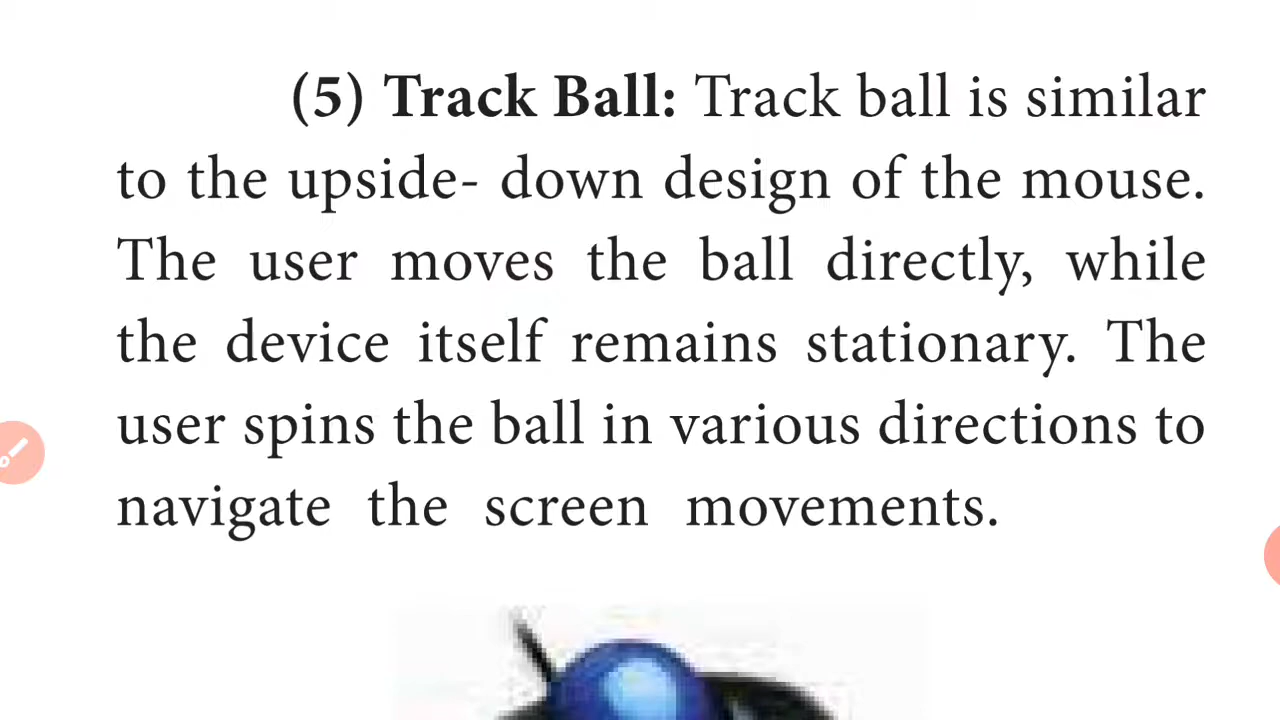 (5) Track Ball: Track ball is similar
to the upside- down design of the mouse.
The user moves the ball directly, while
the device itself remains stationary. The
user spins the ball in various directions to
navigate the screen movements.